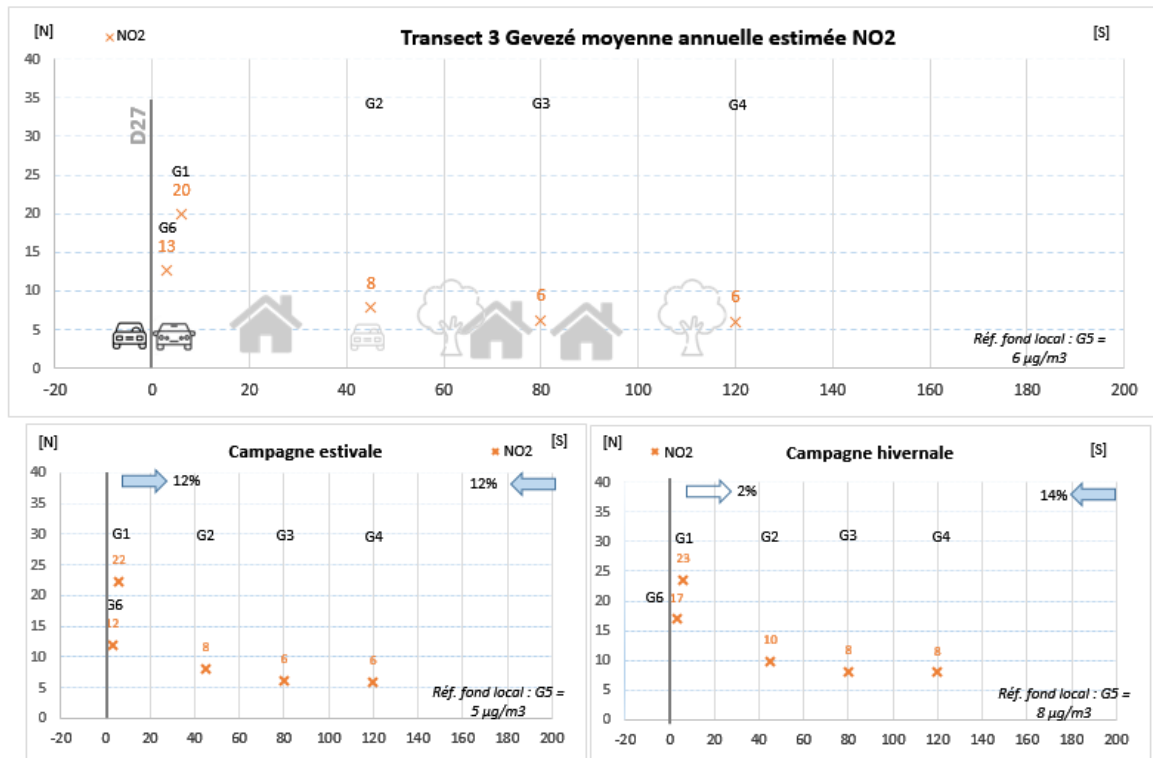 [N]
NO2
Transect 3 Gevezé moyenne annuelle estimée NO2
[S]
40
35
30
25
20
15
10
5
0
D27
G2
G3
G4
G1
20
G6
13
8
6
6
Réf. fond local : G5 =
6 µg/m3
-20 0 20 40 60 80 100 120 140 160 180 200
[N]
Campagne estivale
NO2
[S]
40
35
30
25
20
15
10
5
0
12%
12%
G1
G2
G3
G4
22
G6
12
8
6
6
Réf. fond local : G5 =
5 µg/m3
-20 0 20 40 60 80 100 120 140 160 180 200
[N]
NO2
Campagne hivernale
[S]
40
35
30
25
20
15
10
5
0
2%
14%
G1
G2
G3
G4
23
G6
17
10
8
8
Réf. fond local : G5 =
8 µg/m3
-20 0 20 40 60 80 100 120 140 160 180 200